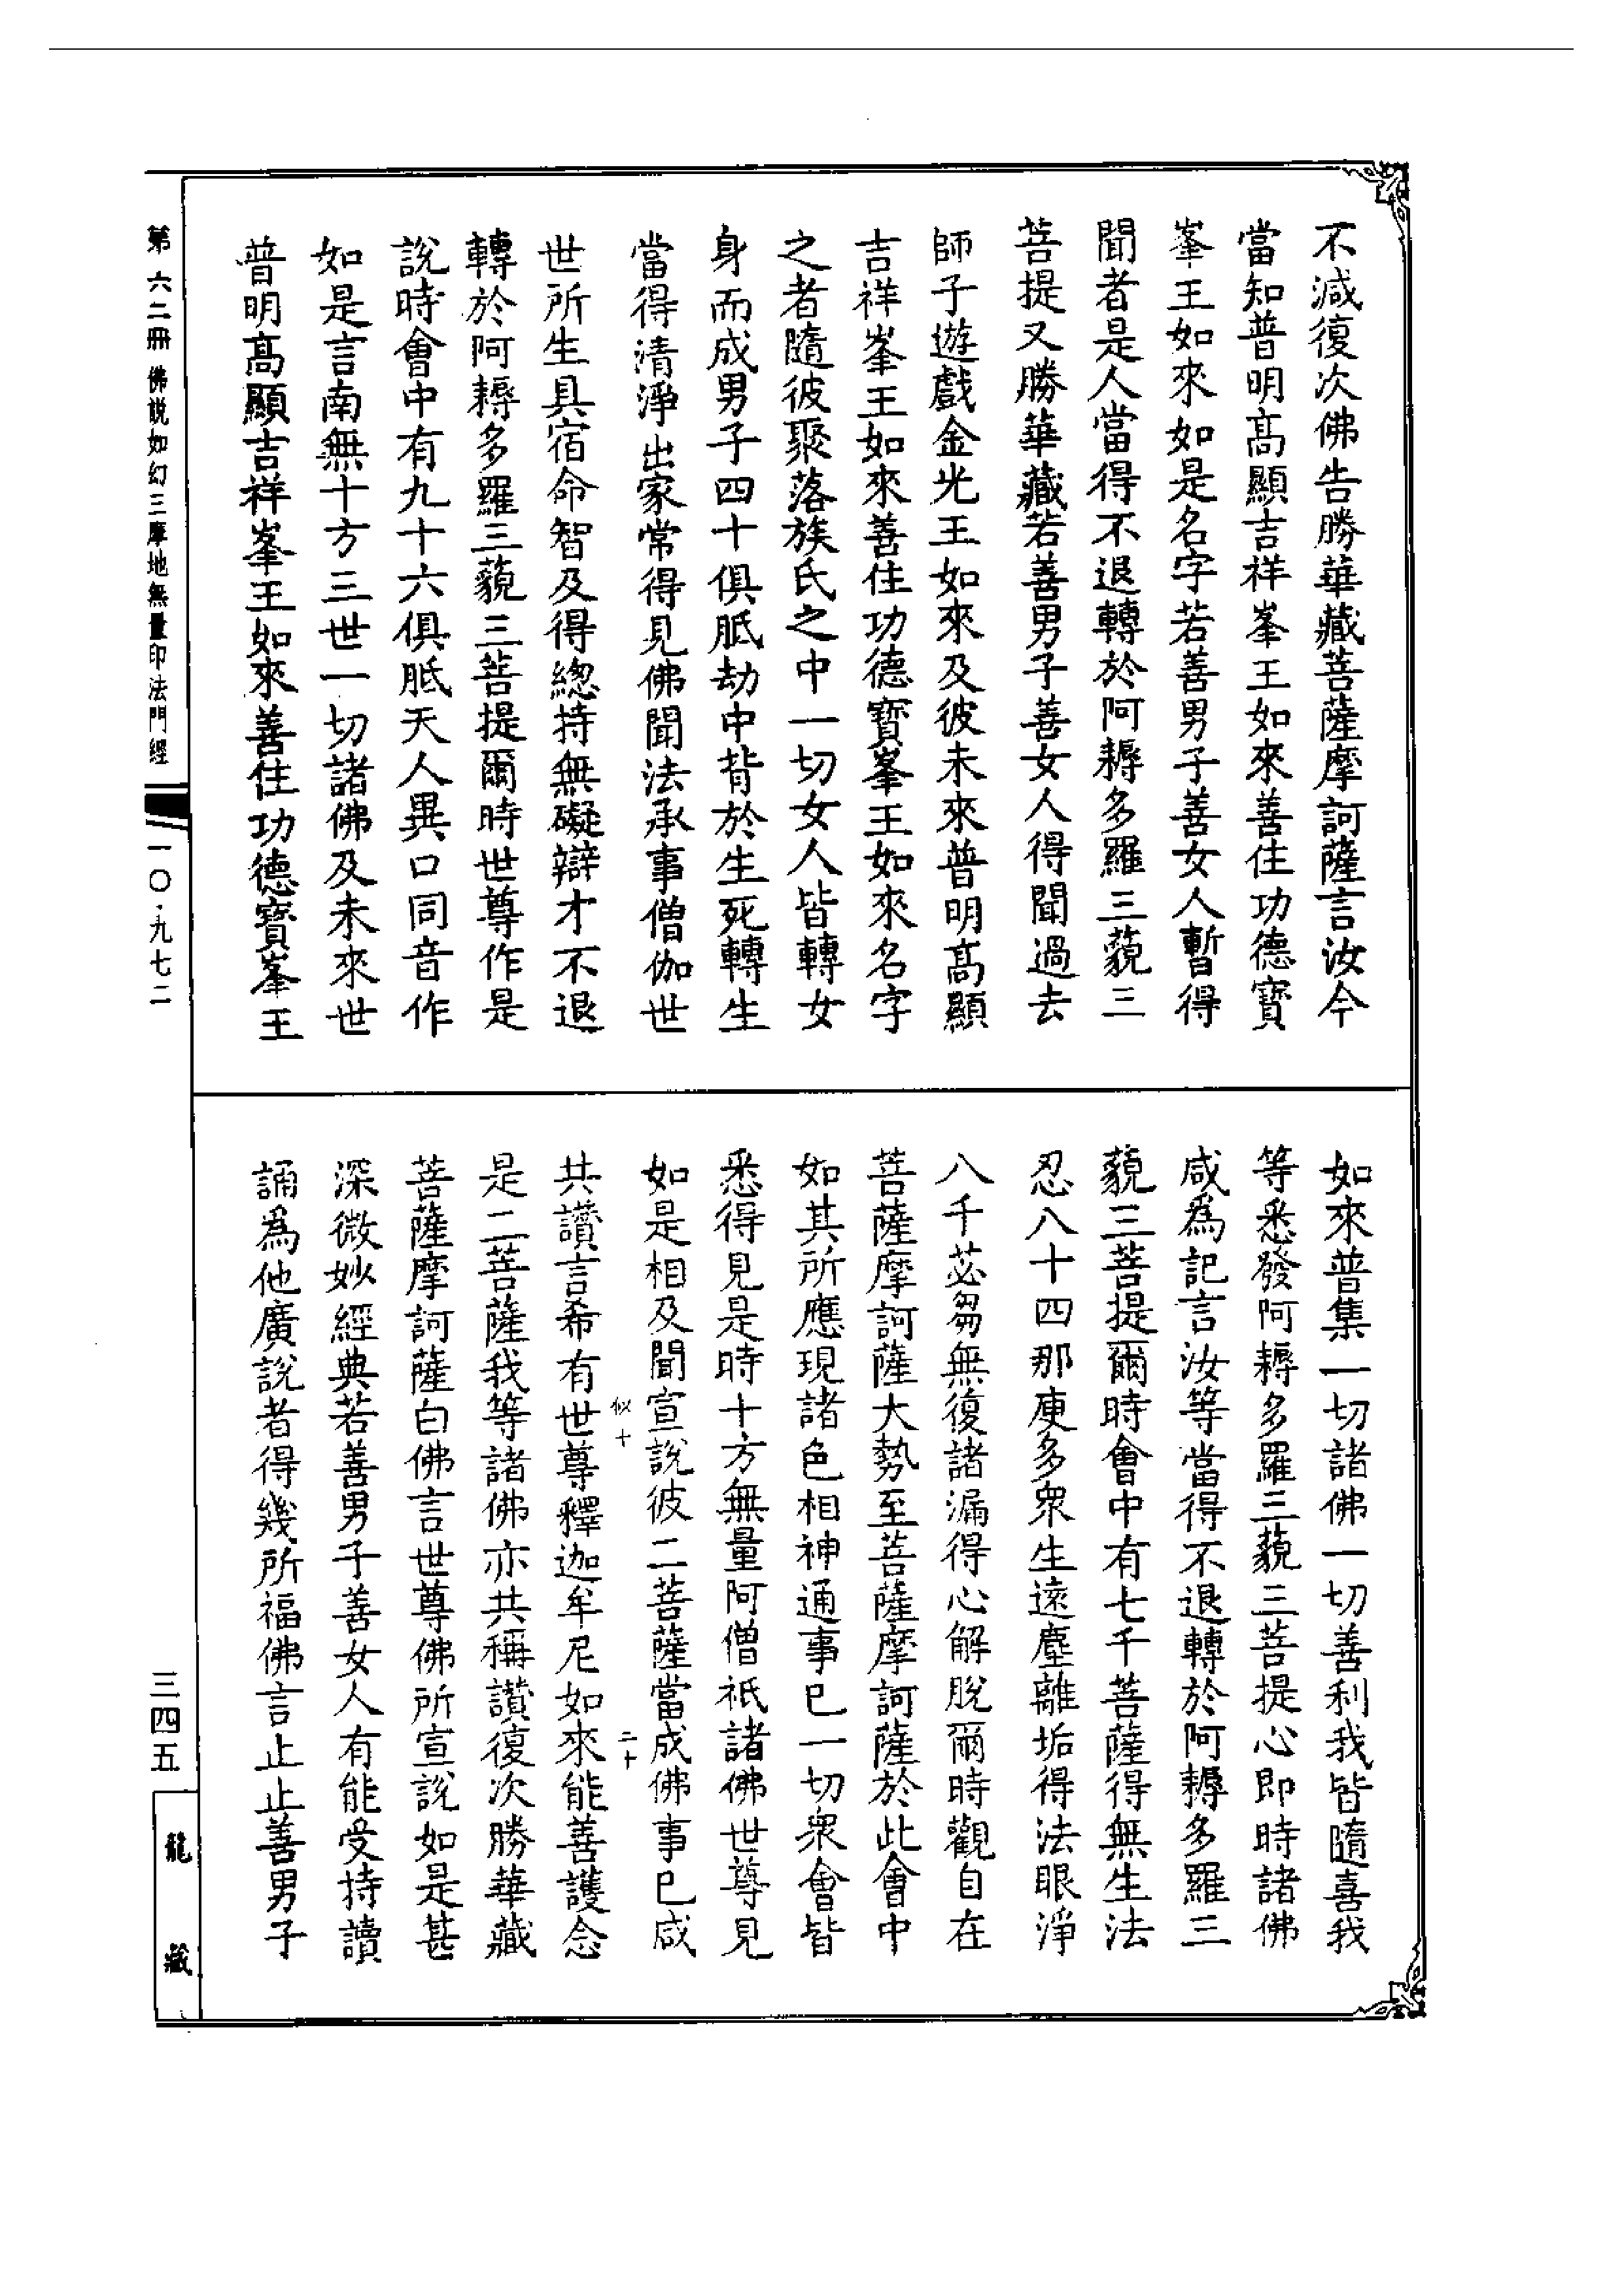 不減復次佛告勝華藏菩薩摩訶薩言汝今
當知普明高顯吉祥峯王如來善住功德寶
峯王如來如是名字若善男子善女人暫得
聞者是人當得不退轉於阿耨多羅三藐三
菩提又勝華藏若善男子善女人得聞過去
師子遊戲金光王如來及彼未來普明高顯
吉祥峯王如來善住功德寶峯王如來名字
之者隨彼聚落族氏之中一切女人皆轉女
身而成男子四十俱胝劫中背於生死轉生
當得清淨出家常得見佛聞法承事僧伽世
世所生具宿命智及得緫持無礙辯才不退
轉於阿耨多羅三藐三菩提爾時世尊作是
說時會中有九十六俱胝天人異口同音作
如是言南無十方三世一切諸佛及未來世
普明高顯吉祥峯王如來善住功德寶峯王
如來普集一切諸佛一切善利我皆隨喜我
等悉發阿耨多羅三藐三菩提心即時諸佛
咸為記言汝等當得不退轉於阿耨多羅三
藐三菩提爾時會中有七千菩薩得無生法
忍八十四那庾多衆生遠塵離垢得法眼淨
八千苾芻無復諸漏得心解脫爾時觀自在
菩薩摩訶薩大勢至菩薩摩訶薩於此會中
如其所應現諸色相神通事已一切衆會皆
悉得見是時十方無量阿僧祇諸佛世尊見
如是相及聞宣說彼二菩薩當成佛事已咸
似十
二十
共讚言希有世尊釋迦牟尼如來能善護念
是二菩薩我等諸佛亦共稱讚復次勝華藏
菩薩摩訶薩白佛言世尊佛所宣說如是甚
深微妙經典若善男子善女人有能受持讀
誦為他廣說者得幾所福佛言止止善男子
第六二冊 佛說如幻三摩地無量印法門經
一〇·九七二
三四五
龍藏